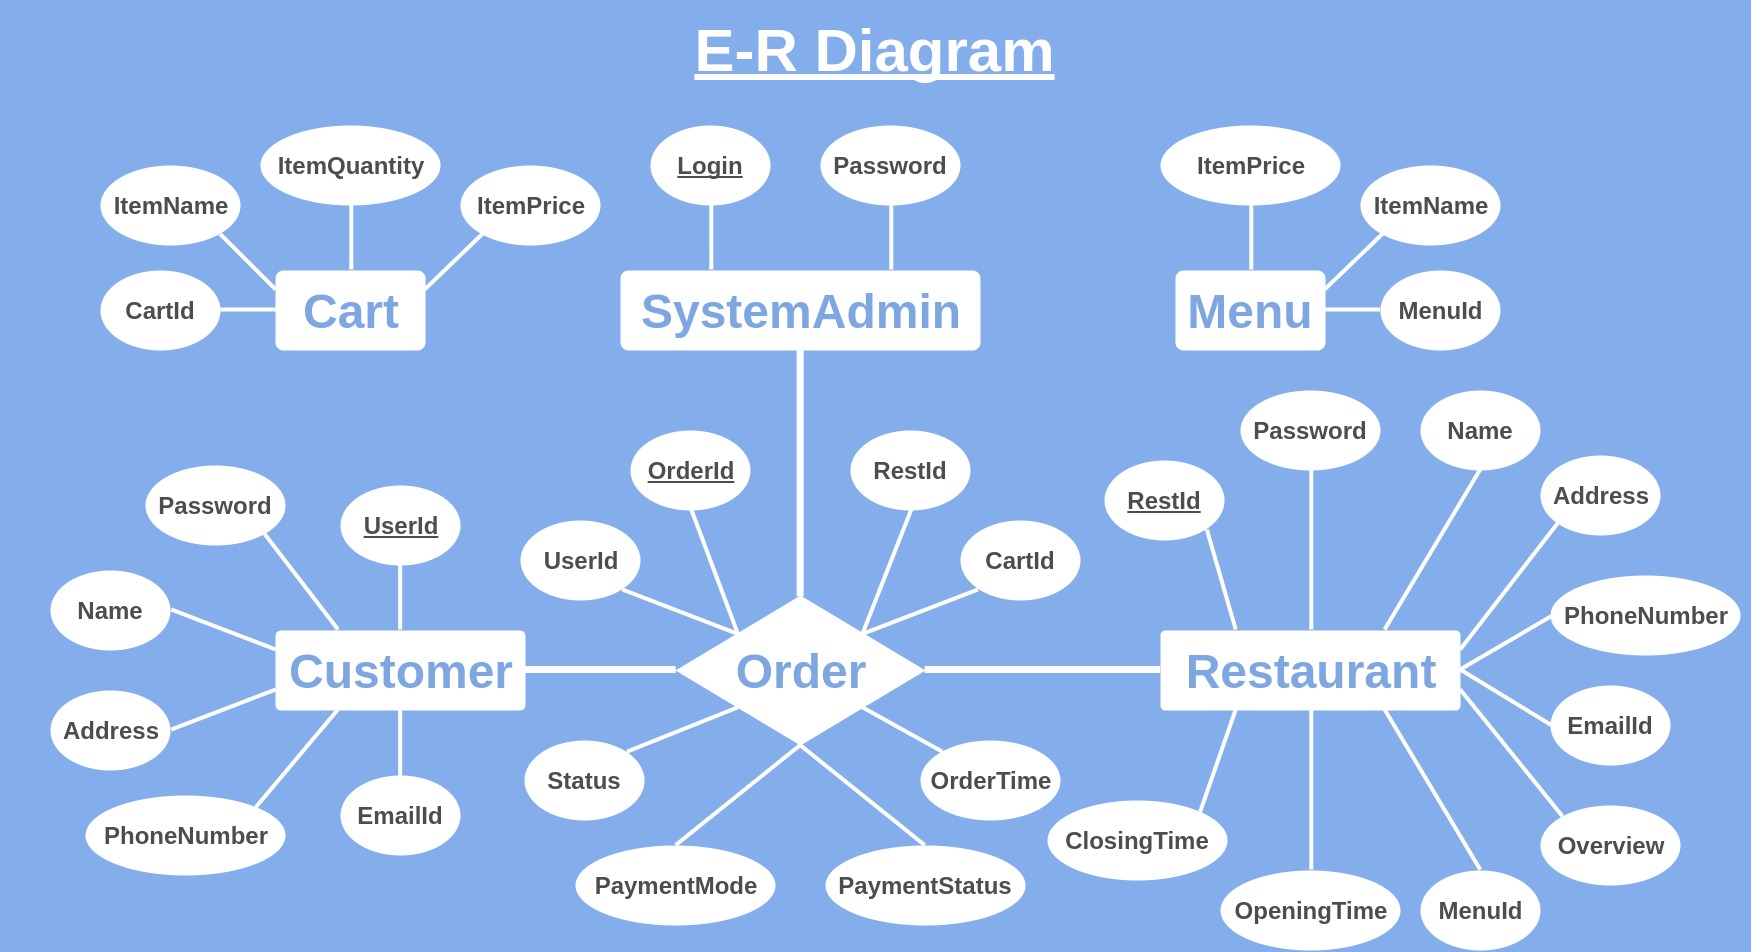 E-R Diagram
ItemQuantity
Login
Password
ItemPrice
ItemName
ItemPrice
ItemName
CartId
Cart
SystemAdmin
Menu
MenuId
Password
Name
OrderId
RestId
Address
RestId
Password
UserId
UserId
CartId
Name
PhoneNumber
Customer
Order
Restaurant
Address
EmailId
Status
OrderTime
PhoneNumber
EmailId
ClosingTime
Overview
PaymentMode
PaymentStatus
OpeningTime
MenuId